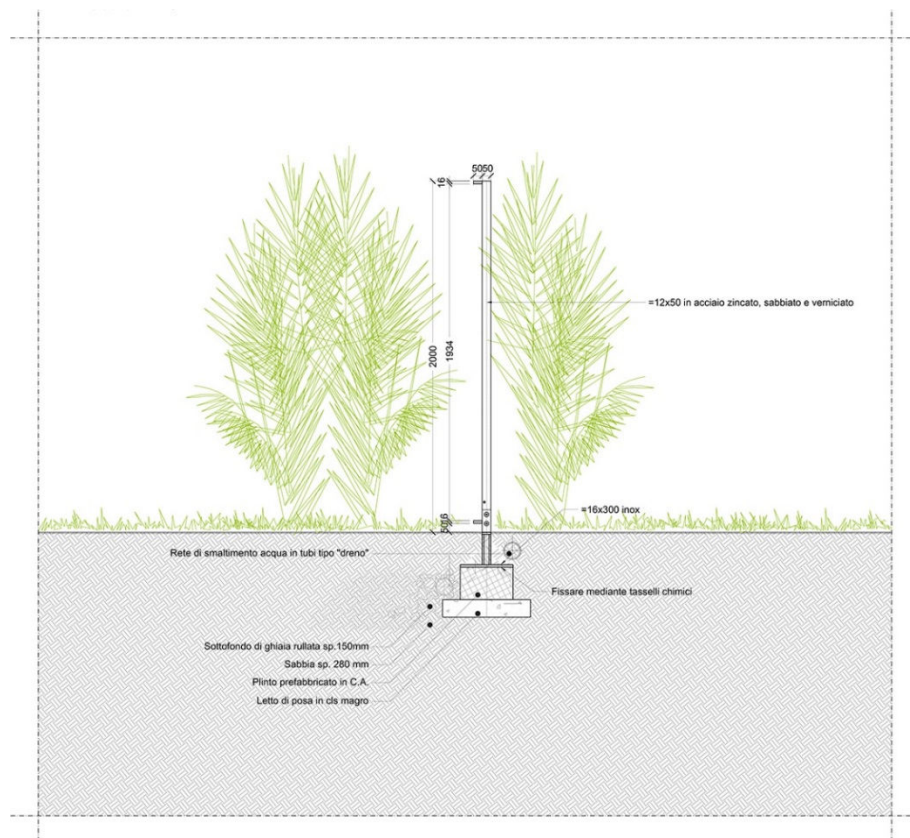 5050
16
2000
1934
5016
=12x50 in acciaio zincato, sabbiato e verniciato
=16x300 inox
Rete di smaltimento acqua in tubi tipo "dreno"
Fissare mediante tasselli chimici
Sottofondo di ghiaia rullata sp.150mm
Sabbia sp. 280 mm
Plinto prefabbricato in C.A.
Letto di posa in cls magro